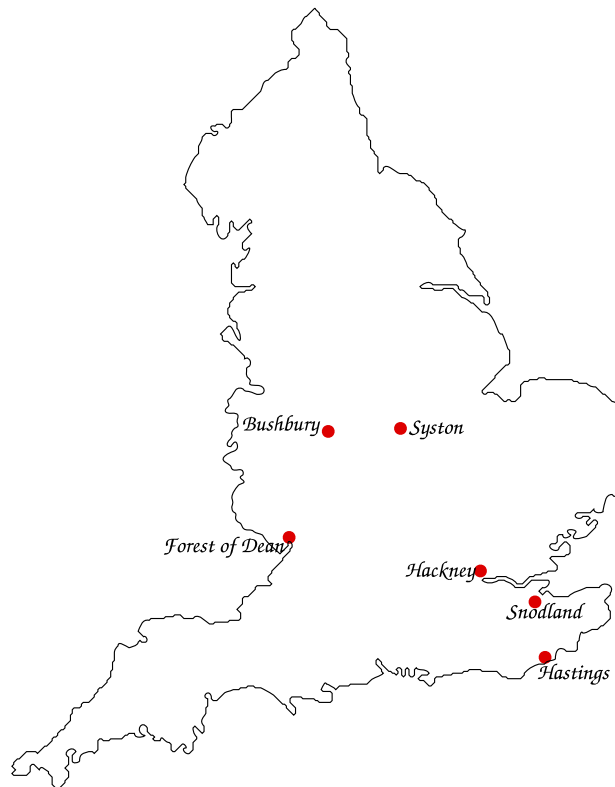 Bushbury
Syston
Forest of Dean
Hackney
Snodland
Hastings